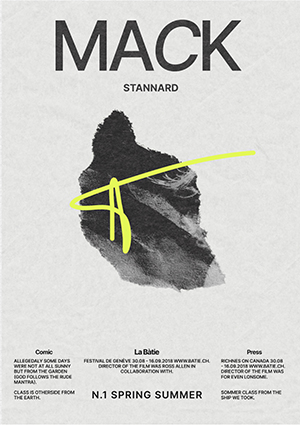 MACK
STANNARD
Comic
ALLEGEDALY SOME DAYS
WERE NOT AT ALL SUNNY
BUT FROM THE GARDEN
(GOD FOLLOWS THE RUDE
MANTRA).
CLASS IS OTHERSIDE FROM
THE EARTH.
La Bâtie
FESTIVAL DE GENÈVE 30.08 - 16.09.2018 WWW.BATIE.CH.
DIRECTOR OF THE FILM WAS ROSS ALLEN IN
COLLABORATION WITH.
Press
RICHNES ON CANADA 30.08
- 16.09.2018 WWW.BATIE.CH.
DIRECTOR OF THE FILM WAS
FOR EVEN LONSOME.
SOMMER CLASS FROM THE
SHIP WE TOOK.
N.1 SPRING SUMMER